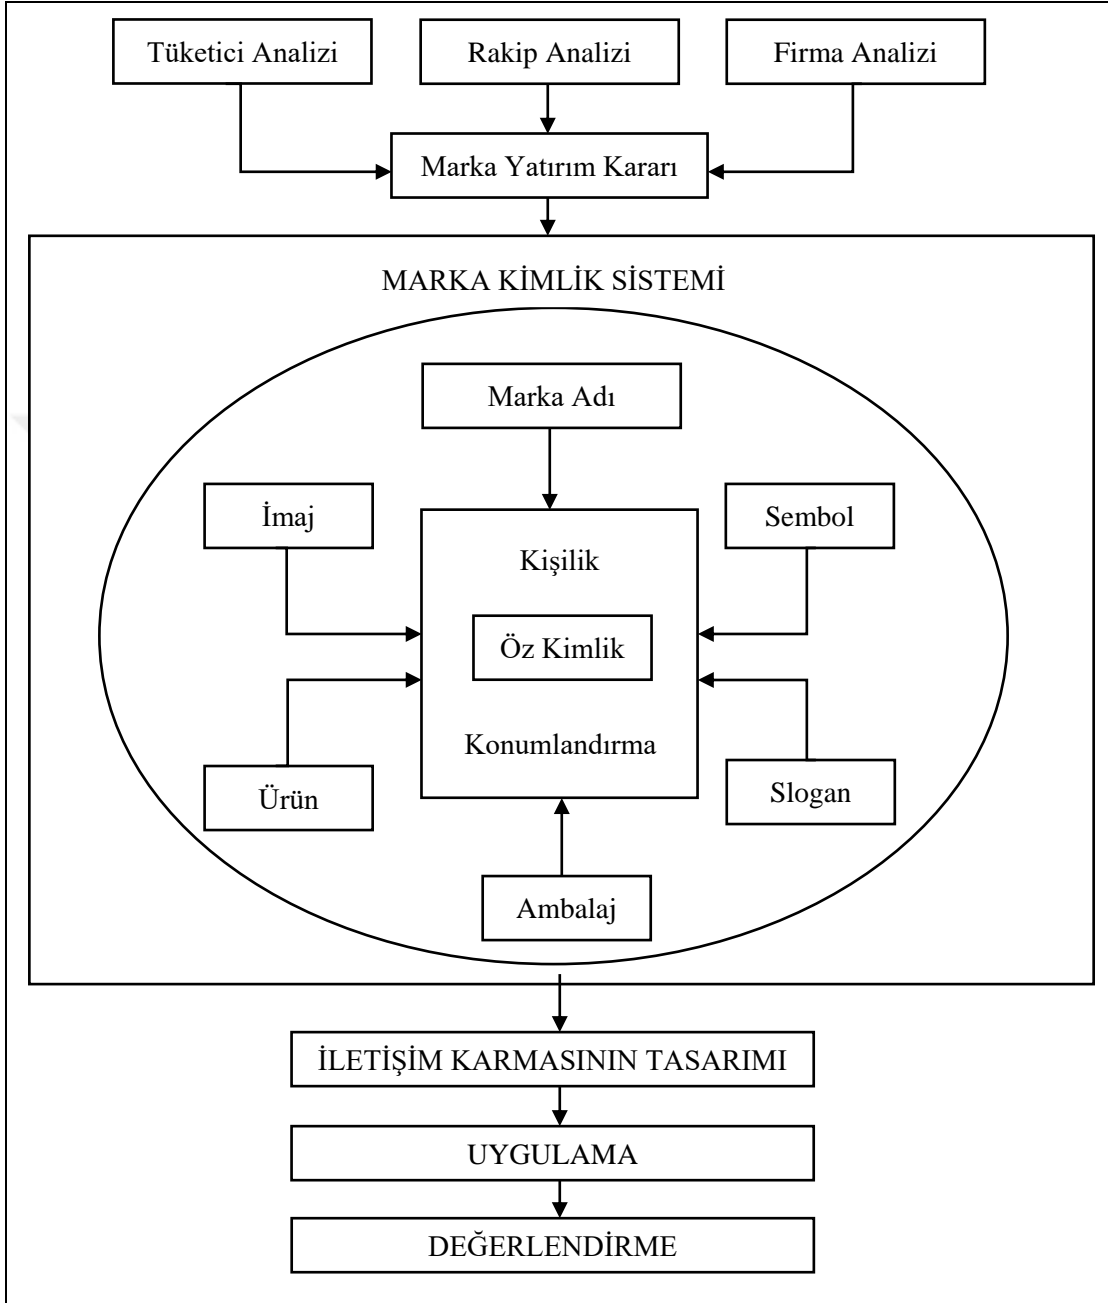 Tüketici Analizi
Rakip Analizi
Firma Analizi
Marka Yatırım Kararı
MARKA KİMLİK SİSTEMİ
Marka Adı
İmaj
Sembol
Kişilik
Öz Kimlik
Konumlandırma
Ürün
Slogan
Ambalaj
İLETİŞİM KARMASININ TASARIMI
UYGULAMA
DEĞERLENDİRME